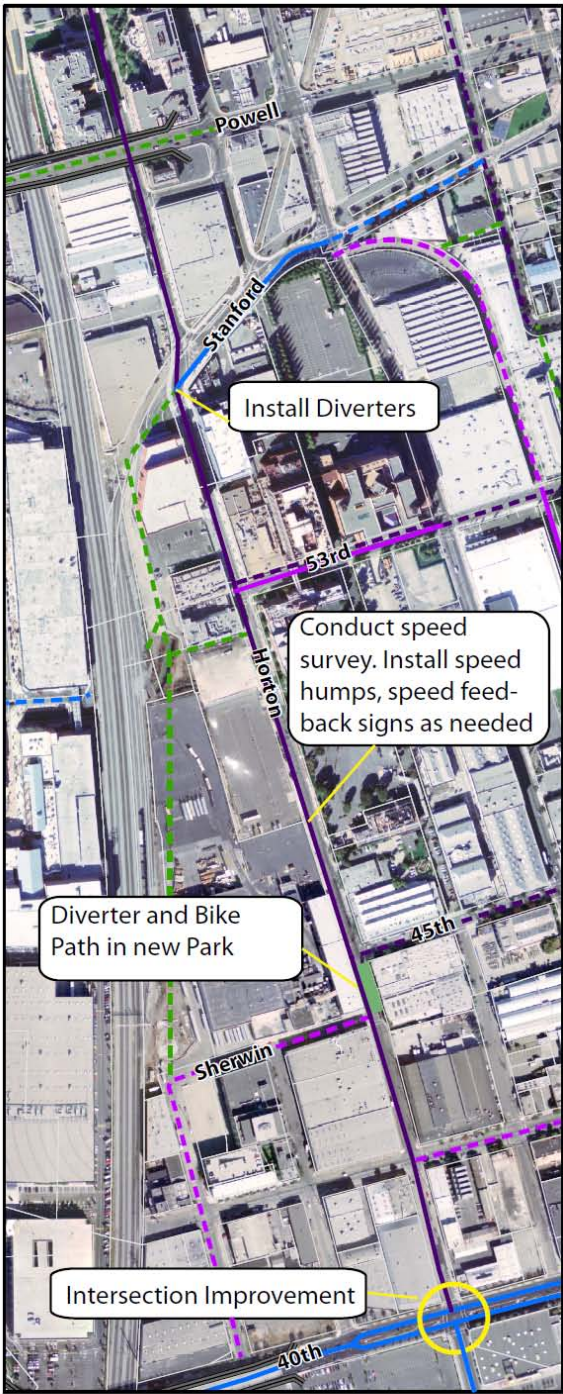 Powell
Stanford
Install Diverters
53rd
Conduct speed
survey. Install speed
humps, speed feed-
back signs as needed
Horton
Diverter and Bike
Path in new Park
45th
Sherwin
Intersection Improvement
40th